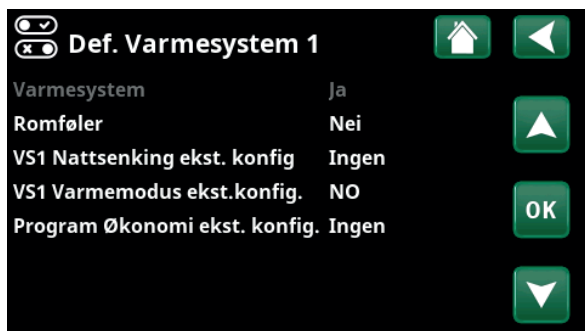 Def. Varmesystem 1
Varmesystem Ja
Romføler Nei
VS1 Nattsenking ekst. konfig Ingen
VS1 Varmemodus ekst.konfig. NO
Program Økonomi ekst. konfig. Ingen
OK